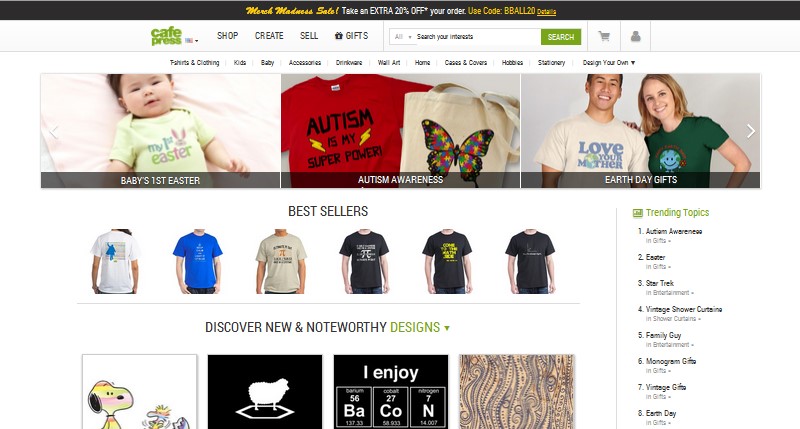 Merch Madness Sale! Take an EXTRA 20% OFF* your order. Use Code: BBALL20 Details
cafe press
SHOP CREATE SELL GIFTS
All Search your interests SEARCH
T-shirts & Clothing Kids Baby Accessories Drinkware Wall Art Home Cases & Covers Hobbies Stationery Design Your Own ▼
my 1st easter
AUTISM IS MY SUPER POWER!
LOVE YOUR MOTHER
BABY'S 1ST EASTER
AUTISM AWARENESS
EARTH DAY GIFTS
BEST SELLERS
COME TO THE MATH SIDE
DISCOVER NEW & NOTEWORTHY DESIGNS ▼
I enjoy
barium cobalt nitrogen
56 27 7
Ba Co N
137.33 58.933 14.007
Trending Topics
1. Autism Awareness
in Gifts »
2. Easter
in Gifts »
3. Star Trek
in Entertainment »
4. Vintage Shower Curtains
in Shower Curtains »
5. Family Guy
in Entertainment »
6. Monogram Gifts
in Gifts »
7. Vintage Gifts
in Gifts »
8. Earth Day
in Gifts »